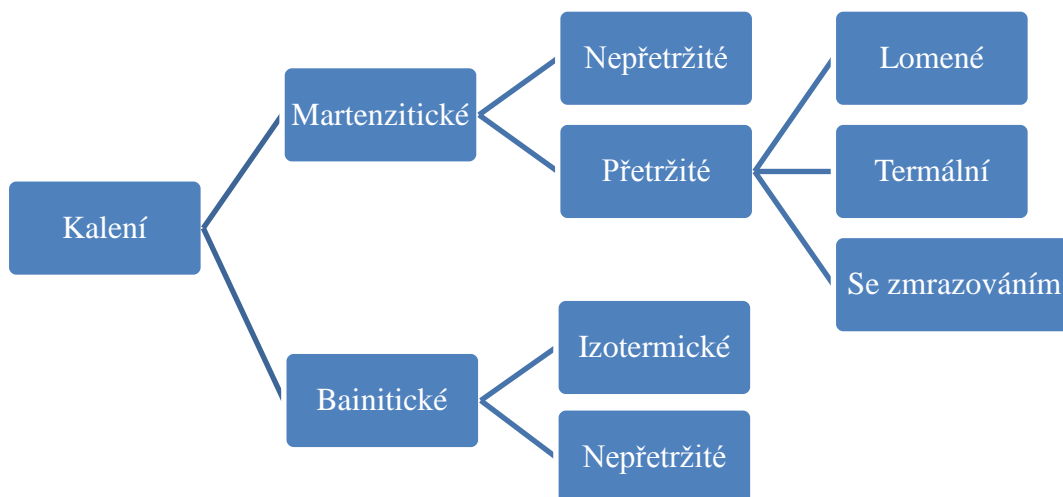 Kalení
Martenzitické
Nepřetržité
Přetržité
Lomené
Termální
Se zmrazováním
Bainitické
Izotermické
Nepřetržité